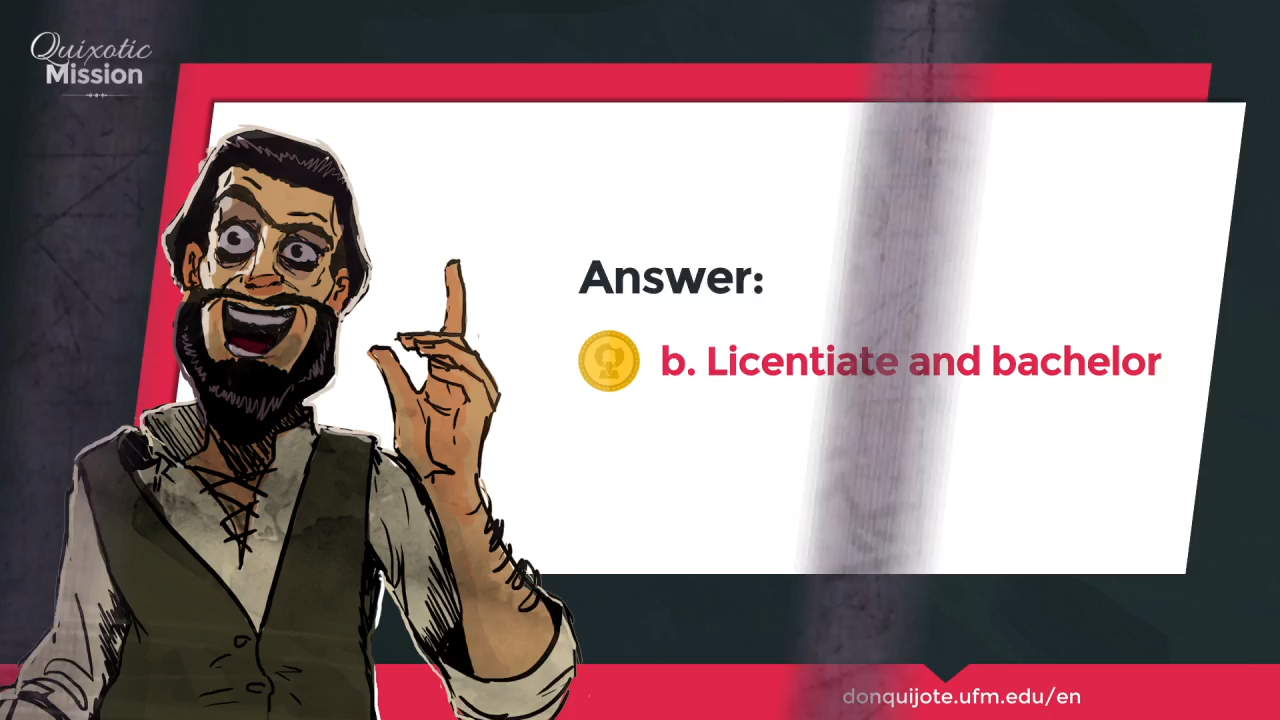 Quixotic
Mission
Answer:
b. Licentiate and bachelor
donquijote.ufm.edu/en